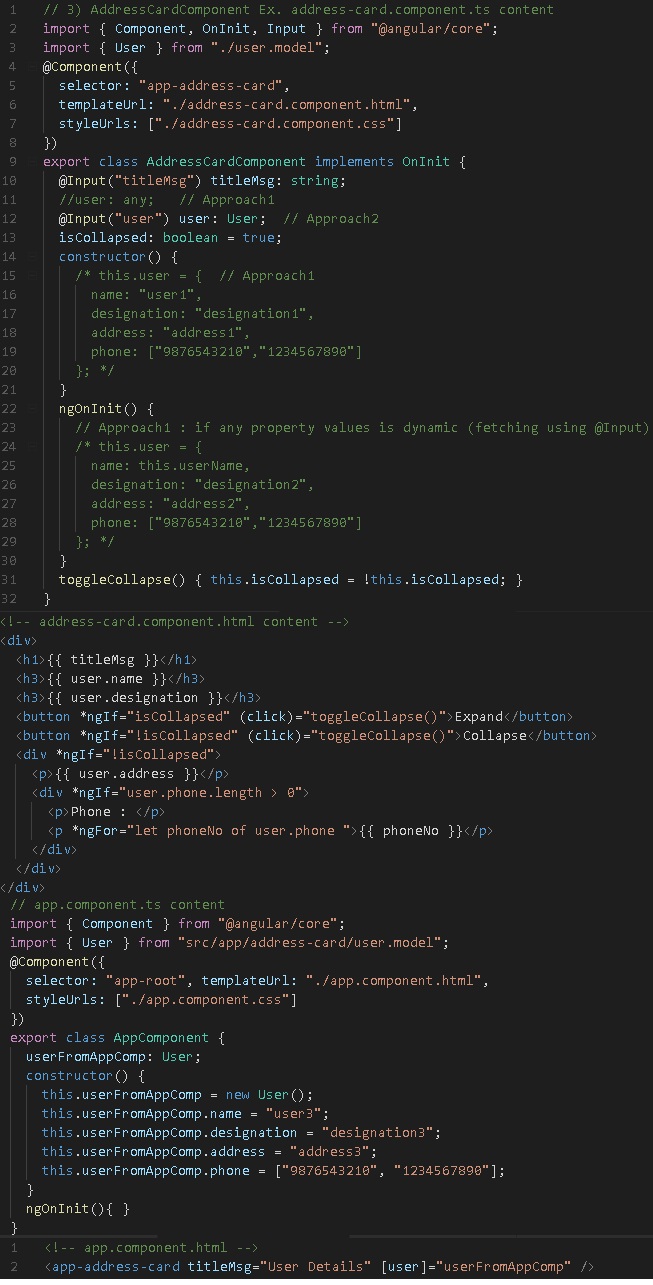 1 // 3) AddressCardComponent Ex. address-card.component.ts content
2 import { Component, OnInit, Input } from "@angular/core";
3 import { User } from "./user.model";
4 @Component({
5 selector: "app-address-card",
6 templateUrl: "./address-card.component.html",
7 styleUrls: ["./address-card.component.css"]
8 })
9 export class AddressCardComponent implements OnInit {
10 @Input("titleMsg") titleMsg: string;
11 //user: any; // Approach1
12 @Input("user") user: User; // Approach2
13 isCollapsed: boolean = true;
14 constructor() {
15 /* this.user = { // Approach1
16 name: "user1",
17 designation: "designation1",
18 address: "address1",
19 phone: ["9876543210","1234567890"]
20 }; */
21 }
22 ngOnInit() {
23 // Approach1 : if any property values is dynamic (fetching using @Input)
24 /* this.user = {
25 name: this.userName,
26 designation: "designation2",
27 address: "address2",
28 phone: ["9876543210","1234567890"]
29 }; */
30 }
31 toggleCollapse() { this.isCollapsed = !this.isCollapsed; }
32 }
<!-- address-card.component.html content -->
<div>
<h1>{{ titleMsg }}</h1>
<h3>{{ user.name }}</h3>
<h3>{{ user.designation }}</h3>
<button *ngIf="isCollapsed" (click)="toggleCollapse()">Expand</button>
<button *ngIf="!isCollapsed" (click)="toggleCollapse()">Collapse</button>
<div *ngIf="!isCollapsed">
<p>{{ user.address }}</p>
<div *ngIf="user.phone.length > 0">
<p>Phone : </p>
<p *ngFor="let phoneNo of user.phone ">{{ phoneNo }}</p>
</div>
</div>
</div>
// app.component.ts content
import { Component } from "@angular/core";
import { User } from "src/app/address-card/user.model";
@Component({
selector: "app-root", templateUrl: "./app.component.html",
styleUrls: ["./app.component.css"]
})
export class AppComponent {
userFromAppComp: User;
constructor() {
this.userFromAppComp = new User();
this.userFromAppComp.name = "user3";
this.userFromAppComp.designation = "designation3";
this.userFromAppComp.address = "address3";
this.userFromAppComp.phone = ["9876543210", "1234567890"];
}
ngOnInit(){ }
}
1 <!-- app.component.html -->
2 <app-address-card titleMsg="User Details" [user]="userFromAppComp" />